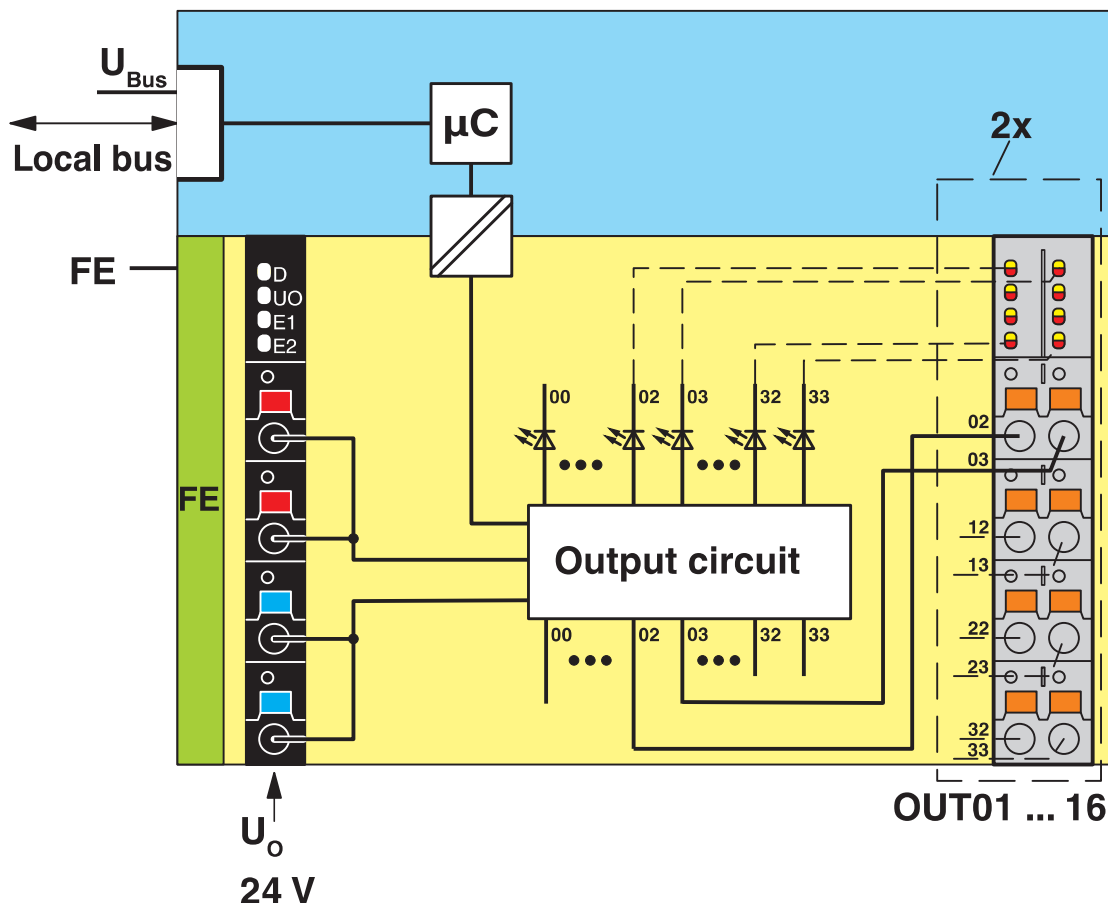 U Bus
µC
2x
Local bus
FE
D
UO
E1
E2
00
02
03
32
33
02
03
FE
12
Output circuit
13
00
02
03
32
33
22
23
32
33
OUT01 ... 16
U O
24 V